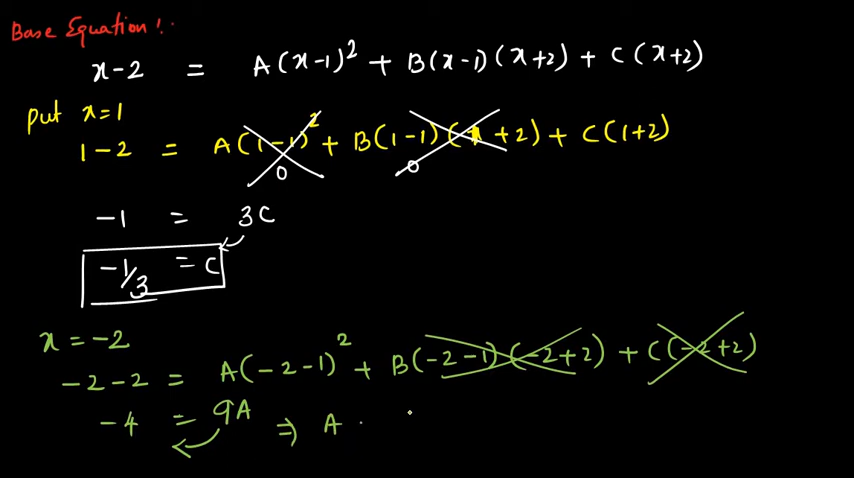 Base Equation:
x-2 = A(x-1)² + B(x-1)(x+2) + C(x+2)
put x=1
1-2 = A(1-1)² + B(1-1)(1+2) + C(1+2)
0 0
-1 = 3C
-1/3 = C
x = -2
-2-2 = A(-2-1)² + B(-2-1)(-2+2) + C(-2+2)
-4 = 9A ⇒ A